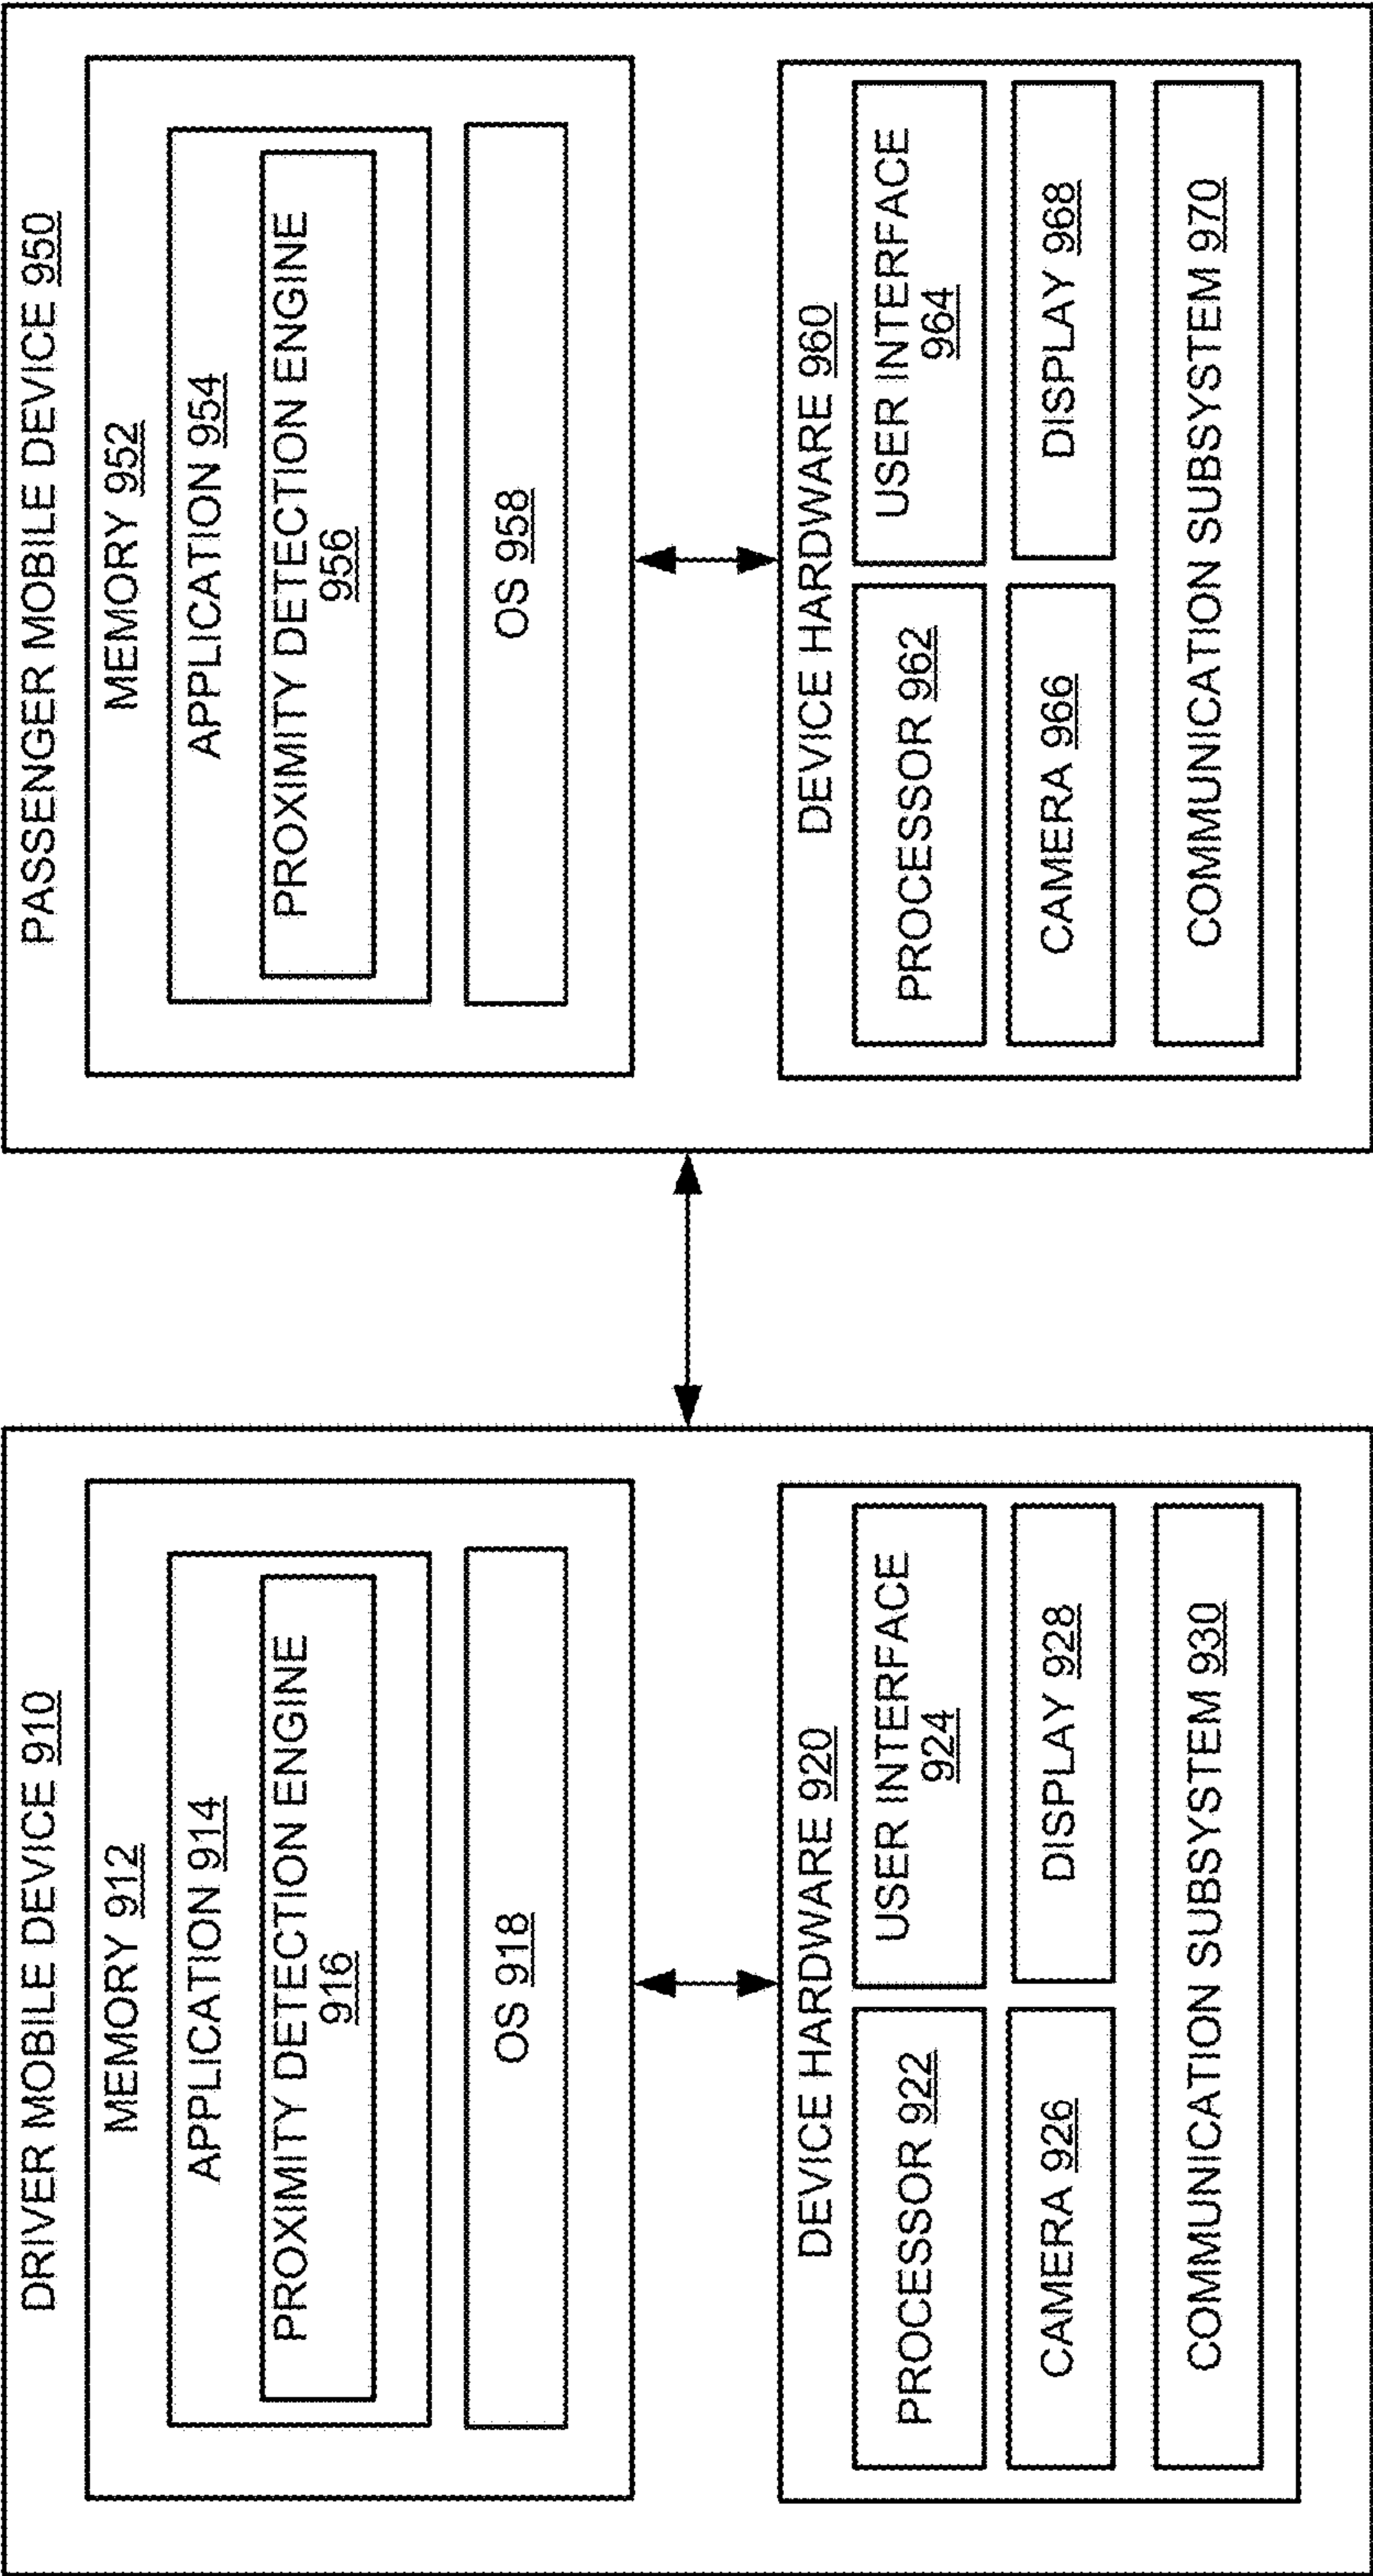 DRIVER MOBILE DEVICE 910
MEMORY 912
APPLICATION 914
PROXIMITY DETECTION ENGINE
916
OS 918
DEVICE HARDWARE 920
PROCESSOR 922
USER INTERFACE
924
CAMERA 926
DISPLAY 928
COMMUNICATION SUBSYSTEM 930
PASSENGER MOBILE DEVICE 950
MEMORY 952
APPLICATION 954
PROXIMITY DETECTION ENGINE
956
OS 958
DEVICE HARDWARE 960
PROCESSOR 962
USER INTERFACE
964
CAMERA 966
DISPLAY 968
COMMUNICATION SUBSYSTEM 970